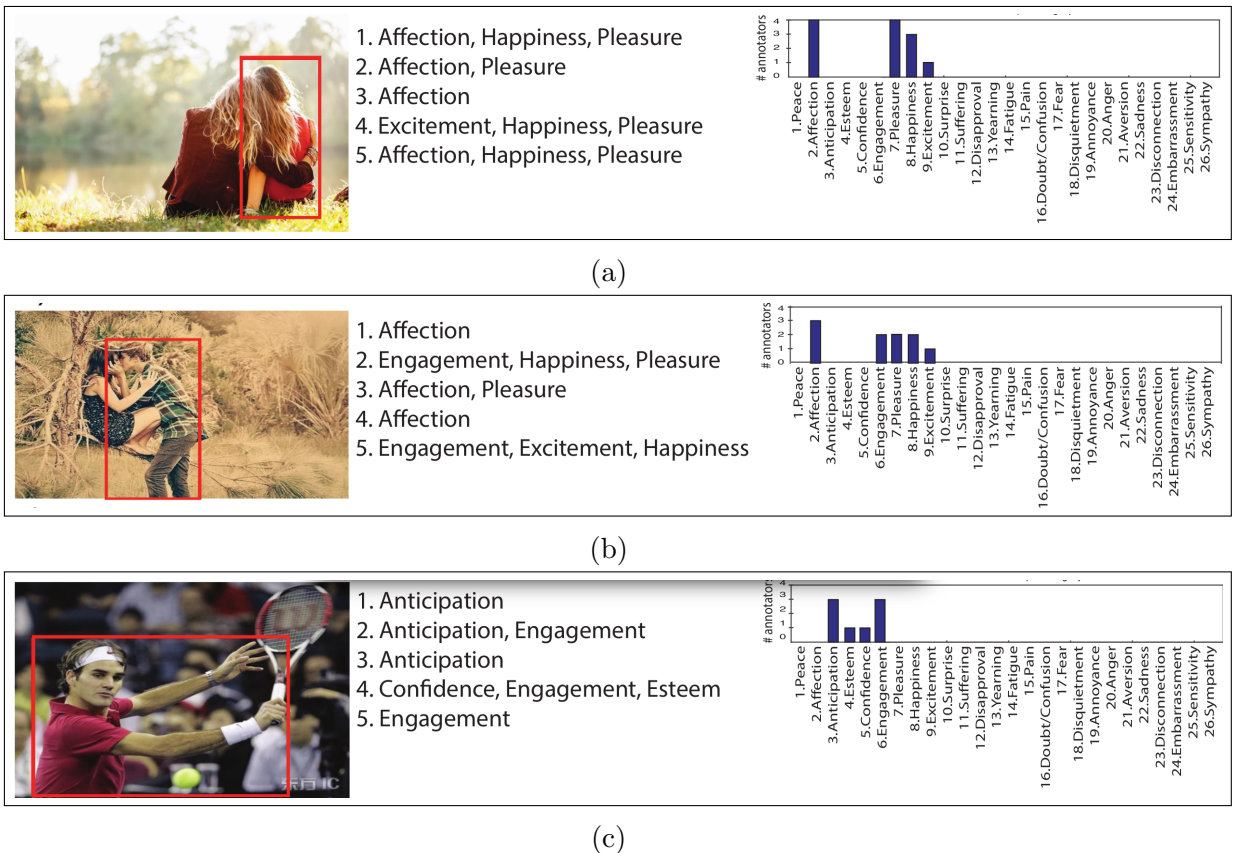 1. Affection, Happiness, Pleasure
2. Affection, Pleasure
3. Affection
4. Excitement, Happiness, Pleasure
5. Affection, Happiness, Pleasure
# annotators
4
3
2
1
0
1.Peace
2.Affection
3.Anticipation
4.Esteem
5.Confidence
6.Engagement
7.Pleasure
8.Happiness
9.Excitement
10.Surprise
11.Suffering
12.Disapproval
13.Yearning
14.Fatigue
15.Pain
16.Doubt/Confusion
17.Fear
18.Disquietment
19.Annoyance
20.Anger
21.Aversion
22.Sadness
23.Disconnection
24.Embarrassment
25.Sensitivity
26.Sympathy
(a)
1. Affection
2. Engagement, Happiness, Pleasure
3. Affection, Pleasure
4. Affection
5. Engagement, Excitement, Happiness
# annotators
4
3
2
1
0
1.Peace
2.Affection
3.Anticipation
4.Esteem
5.Confidence
6.Engagement
7.Pleasure
8.Happiness
9.Excitement
10.Surprise
11.Suffering
12.Disapproval
13.Yearning
14.Fatigue
15.Pain
16.Doubt/Confusion
17.Fear
18.Disquietment
19.Annoyance
20.Anger
21.Aversion
22.Sadness
23.Disconnection
24.Embarrassment
25.Sensitivity
26.Sympathy
(b)
东方 IC
1. Anticipation
2. Anticipation, Engagement
3. Anticipation
4. Confidence, Engagement, Esteem
5. Engagement
# annotators
4
3
2
1
0
1.Peace
2.Affection
3.Anticipation
4.Esteem
5.Confidence
6.Engagement
7.Pleasure
8.Happiness
9.Excitement
10.Surprise
11.Suffering
12.Disapproval
13.Yearning
14.Fatigue
15.Pain
16.Doubt/Confusion
17.Fear
18.Disquietment
19.Annoyance
20.Anger
21.Aversion
22.Sadness
23.Disconnection
24.Embarrassment
25.Sensitivity
26.Sympathy
(c)